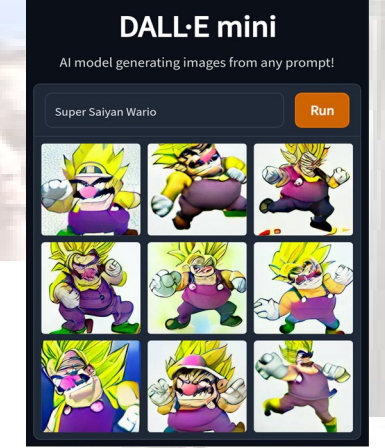 DALL·E mini
AI model generating images from any prompt!
Super Saiyan Wario
Run